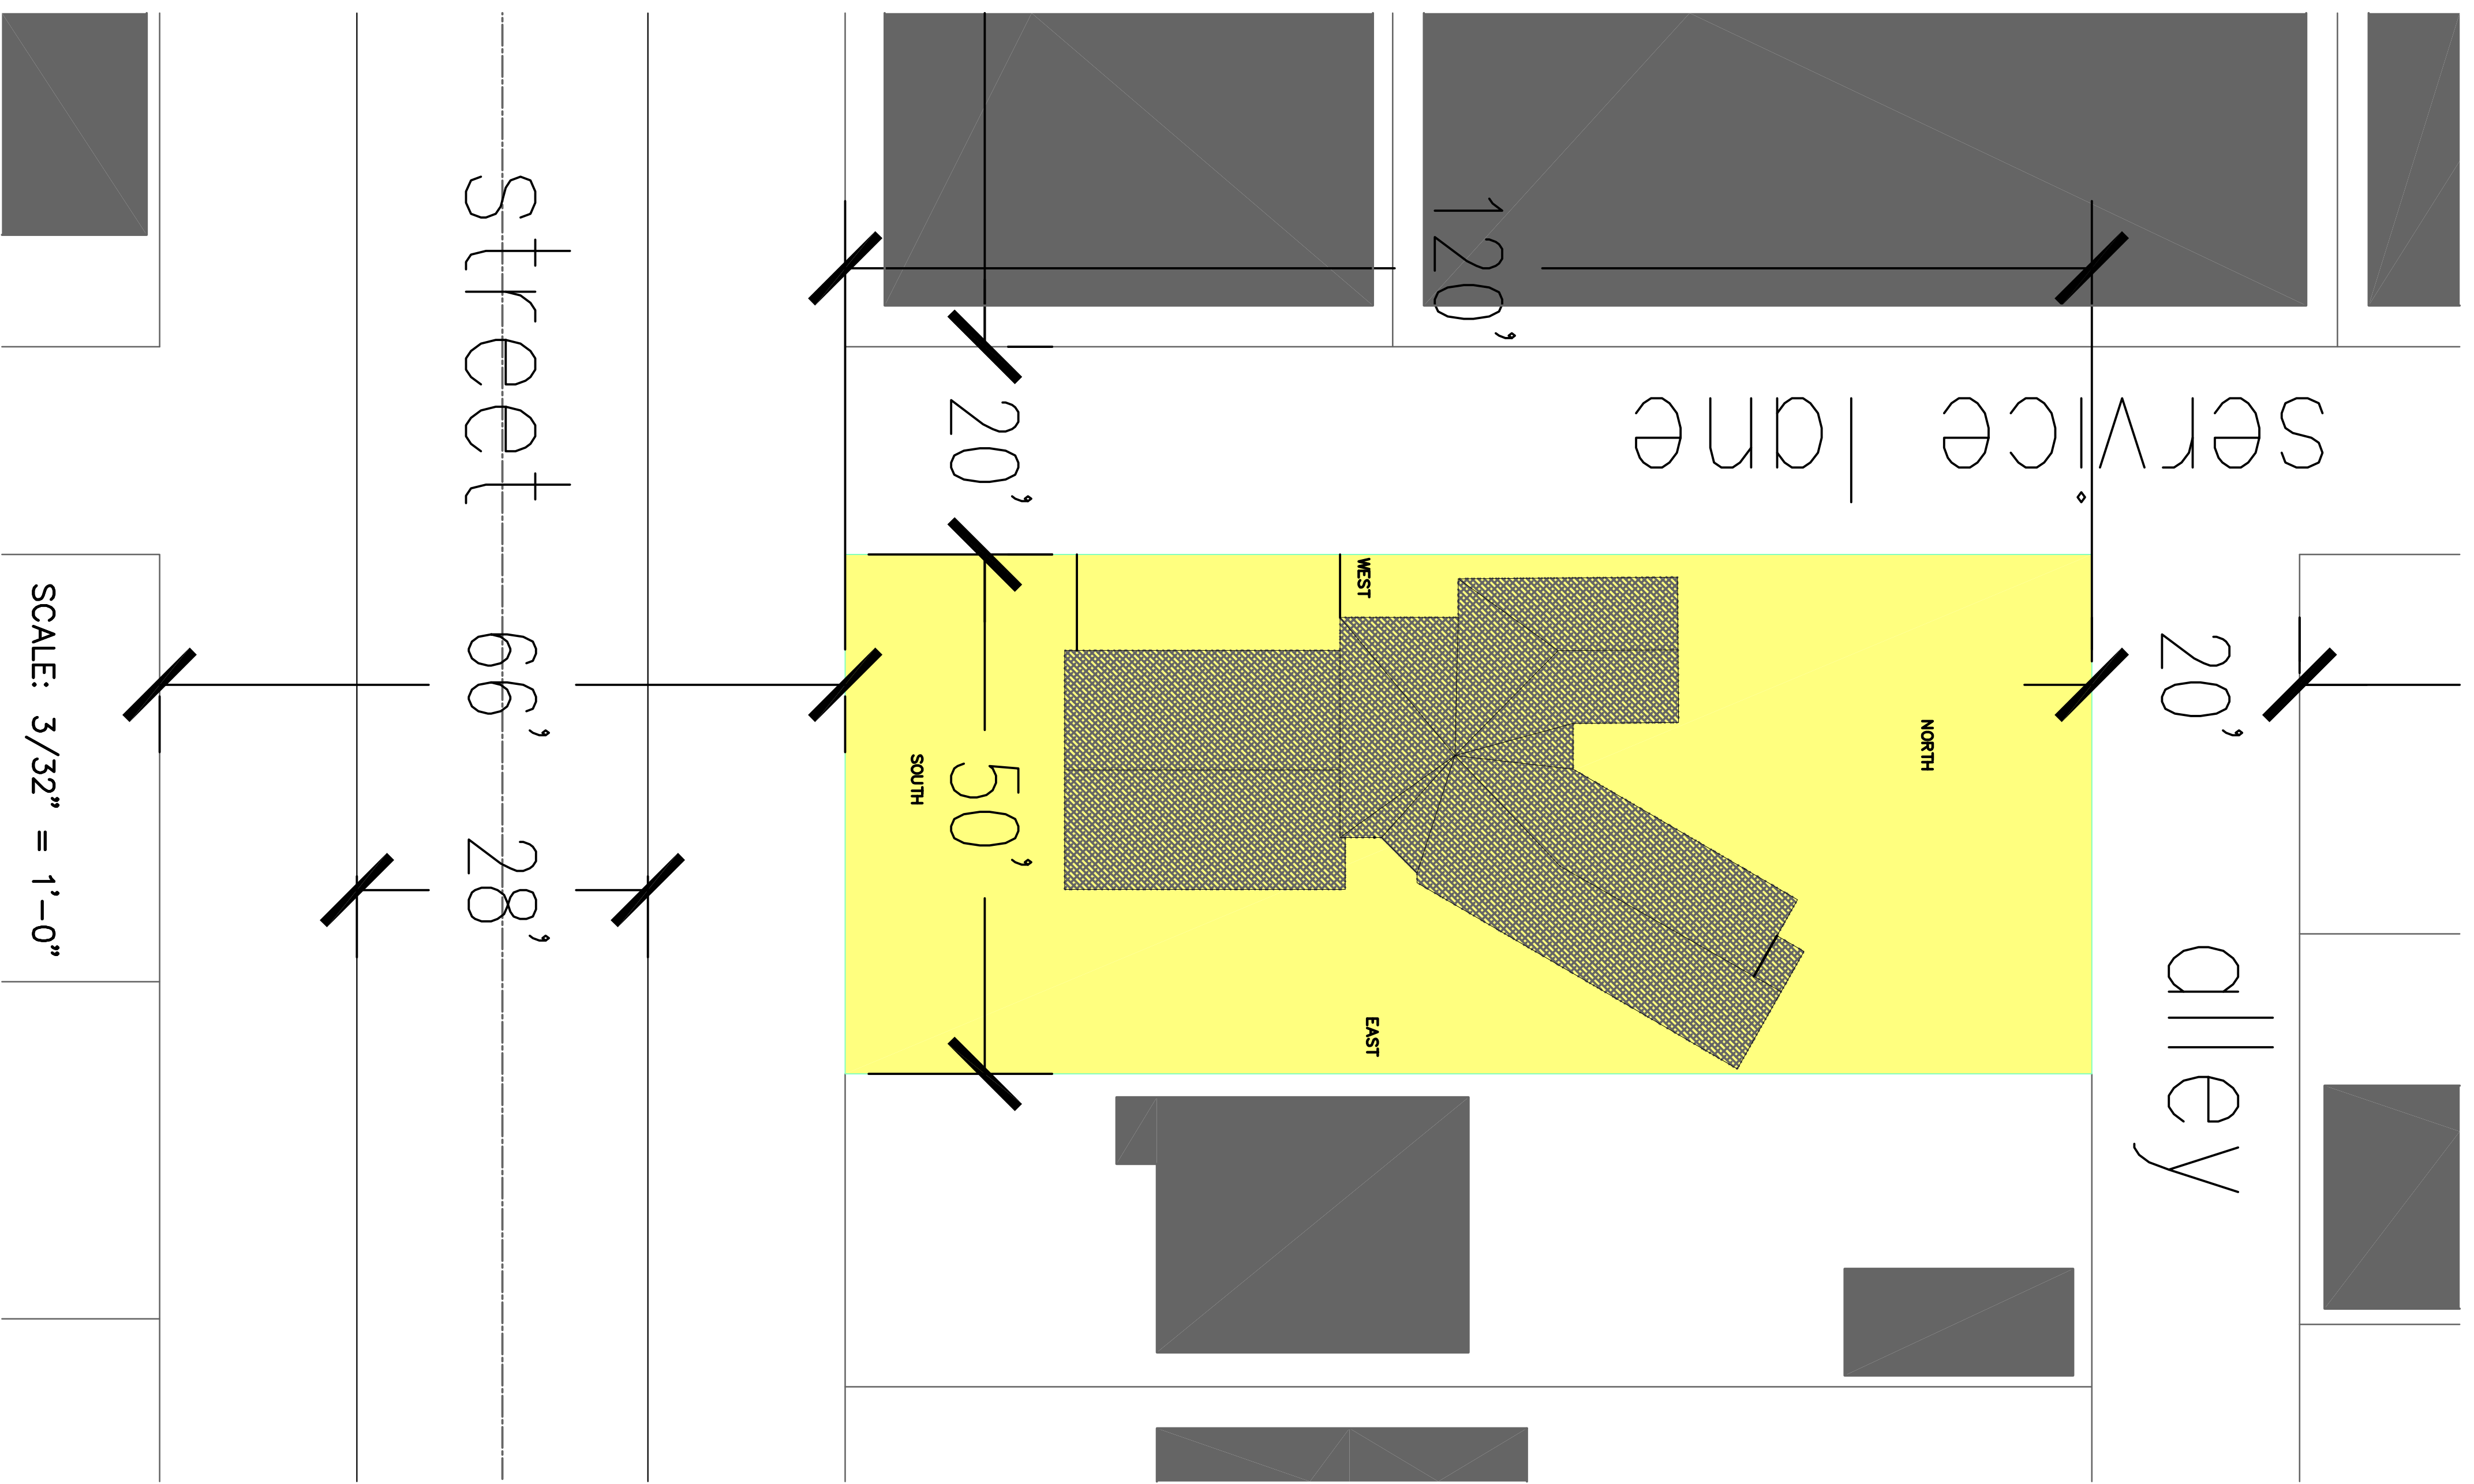 Street
66'
28'
SCALE: 3/32" = 1'-0"
120'
20'
50'
service lane
WEST
SOUTH
NORTH
EAST
20'
alley